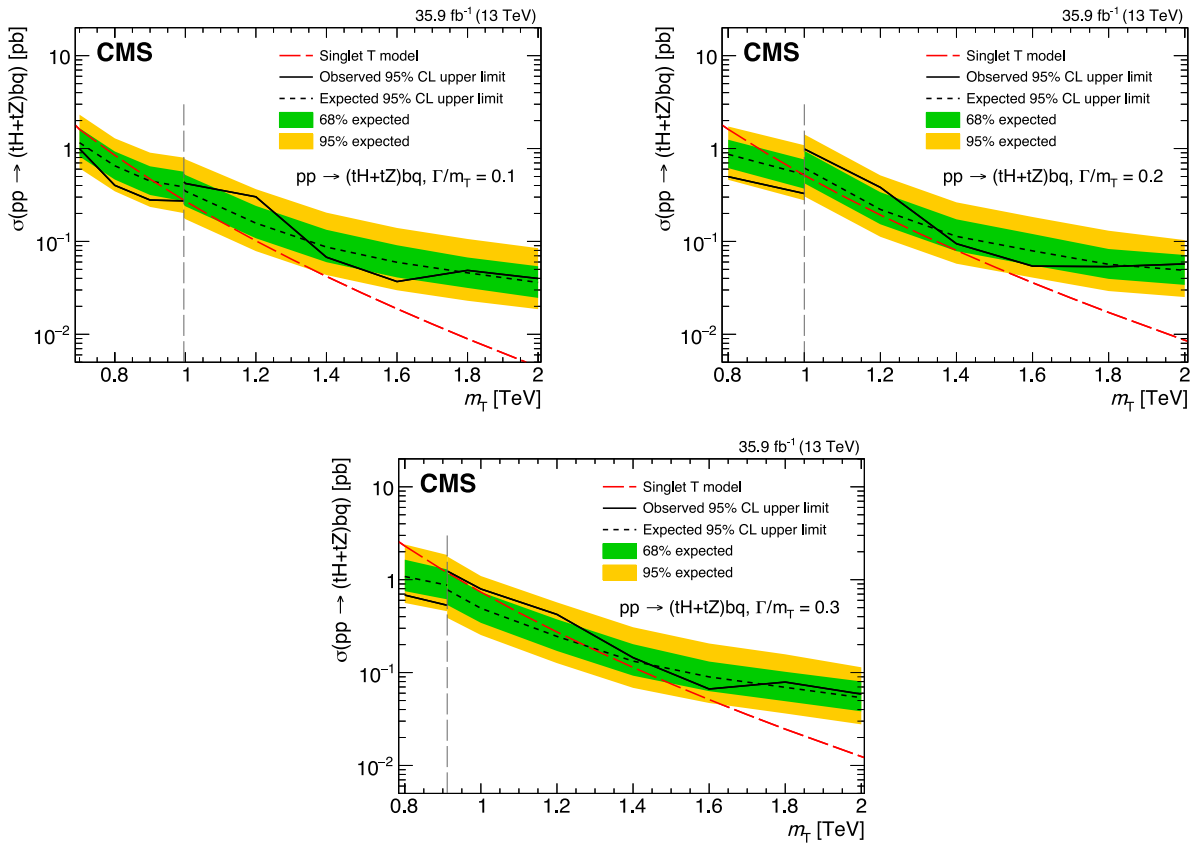 35.9 fb⁻¹ (13 TeV)
σ(pp → (tH+tZ)bq) [pb]
CMS
Singlet T model
Observed 95% CL upper limit
Expected 95% CL upper limit
68% expected
95% expected
pp → (tH+tZ)bq, Γ/m_T = 0.1
10
1
10⁻¹
10⁻²
0.8 1 1.2 1.4 1.6 1.8 2
m_T [TeV]
35.9 fb⁻¹ (13 TeV)
σ(pp → (tH+tZ)bq) [pb]
CMS
Singlet T model
Observed 95% CL upper limit
Expected 95% CL upper limit
68% expected
95% expected
pp → (tH+tZ)bq, Γ/m_T = 0.2
10
1
10⁻¹
10⁻²
0.8 1 1.2 1.4 1.6 1.8 2
m_T [TeV]
35.9 fb⁻¹ (13 TeV)
σ(pp → (tH+tZ)bq) [pb]
CMS
Singlet T model
Observed 95% CL upper limit
Expected 95% CL upper limit
68% expected
95% expected
pp → (tH+tZ)bq, Γ/m_T = 0.3
10
1
10⁻¹
10⁻²
0.8 1 1.2 1.4 1.6 1.8 2
m_T [TeV]